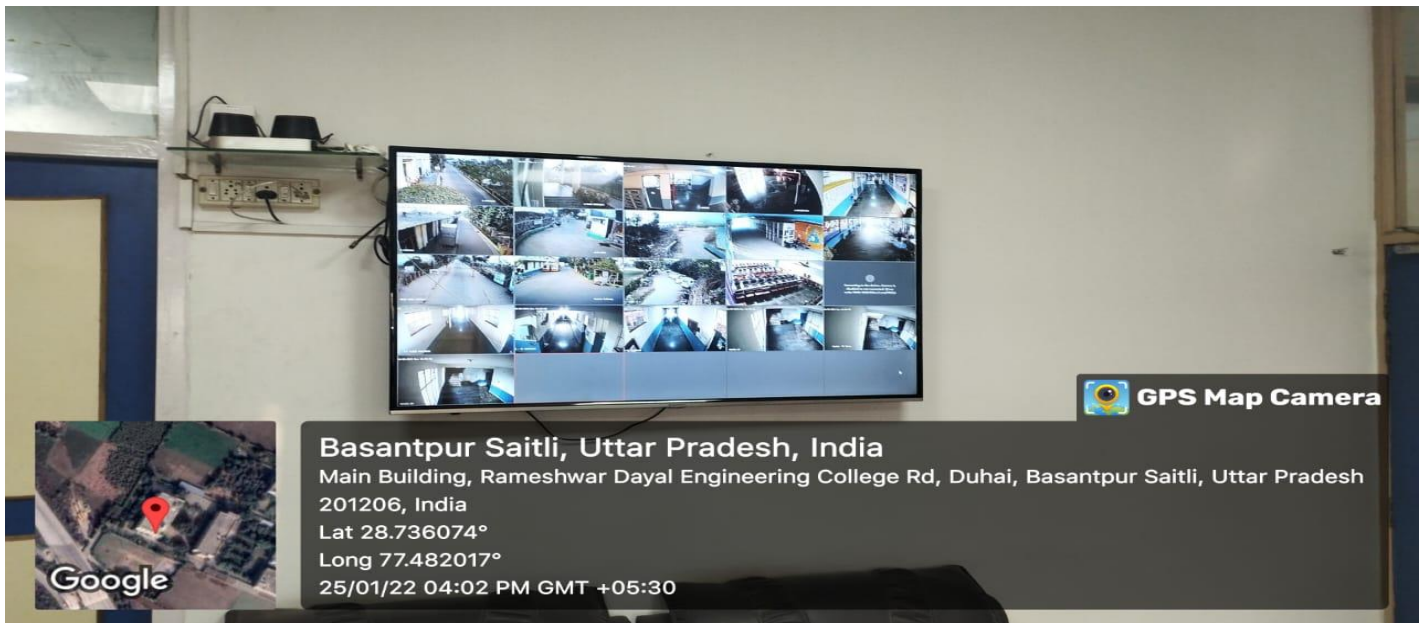 GPS Map Camera
Basantpur Saitli, Uttar Pradesh, India
Main Building, Rameshwar Dayal Engineering College Rd, Duhai, Basantpur Saitli, Uttar Pradesh
201206, India
Lat 28.736074°
Long 77.482017°
25/01/22 04:02 PM GMT +05:30
Google